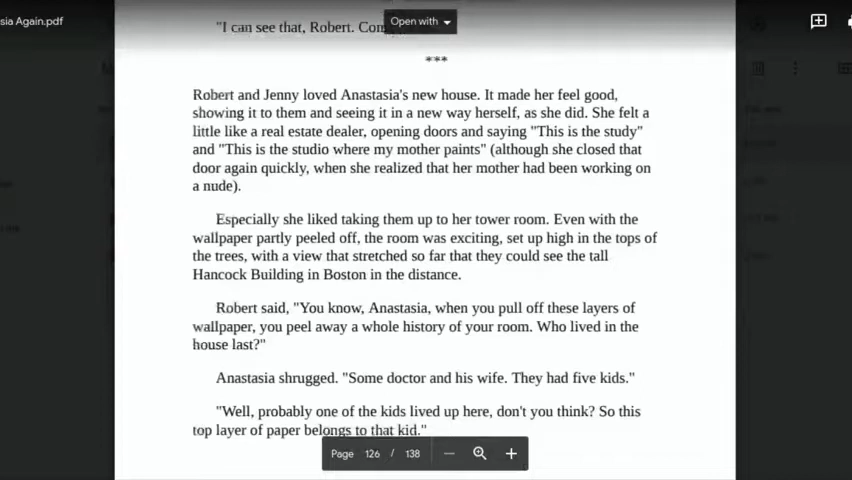 sia Again.pdf
Open with
"I can see that, Robert.
***
Robert and Jenny loved Anastasia's new house. It made her feel good,
showing it to them and seeing it in a new way herself, as she did. She felt a
little like a real estate dealer, opening doors and saying "This is the study"
and "This is the studio where my mother paints" (although she closed that
door again quickly, when she realized that her mother had been working on
a nude).
Especially she liked taking them up to her tower room. Even with the
wallpaper partly peeled off, the room was exciting, set up high in the tops of
the trees, with a view that stretched so far that they could see the tall
Hancock Building in Boston in the distance.
Robert said, "You know, Anastasia, when you pull off these layers of
wallpaper, you peel away a whole history of your room. Who lived in the
house last?"
Anastasia shrugged. "Some doctor and his wife. They had five kids."
"Well, probably one of the kids lived up here, don't you think? So this
top layer of paper belongs to that kid."
Page 126 / 138